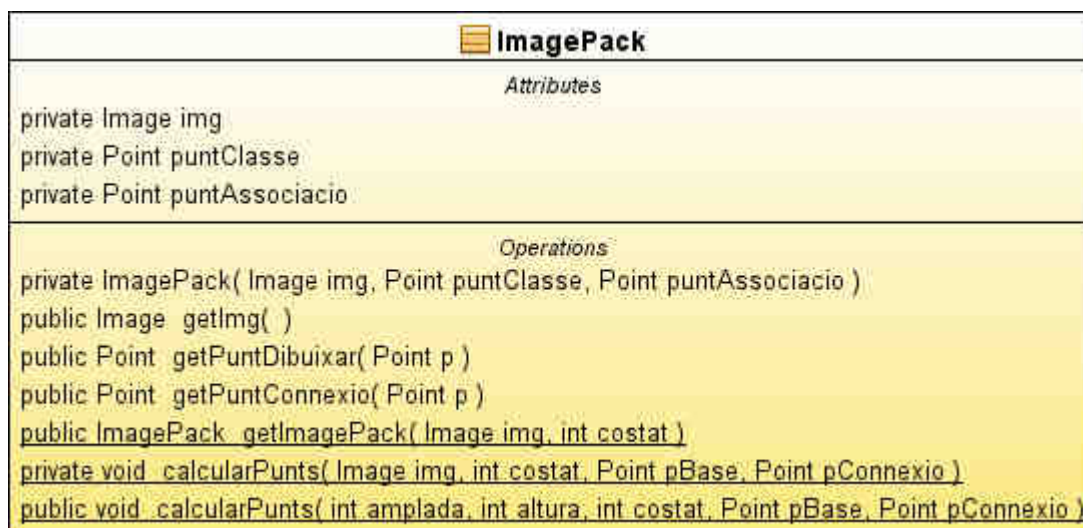 ImagePack
Attributes
private Image img
private Point puntClasse
private Point puntAssociacio
Operations
private ImagePack( Image img, Point puntClasse, Point puntAssociacio )
public Image getImg( )
public Point getPuntDibuixar( Point p )
public Point getPuntConnexio( Point p )
public ImagePack getImagePack( Image img, int costat )
private void calcularPunts( Image img, int costat, Point pBase, Point pConnexio )
public void calcularPunts( int amplada, int altura, int costat, Point pBase, Point pConnexio )